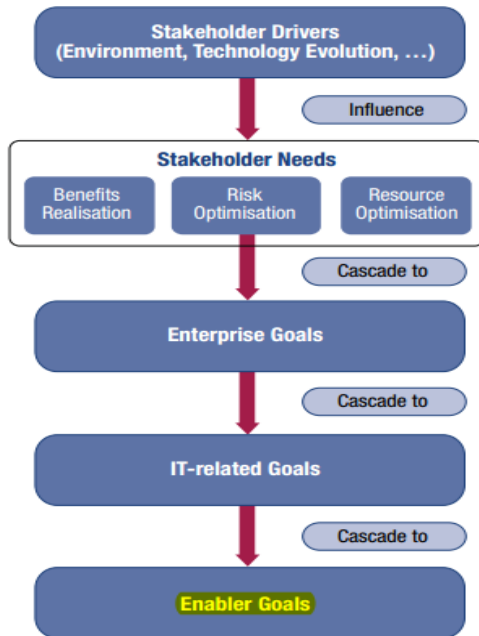 Stakeholder Drivers
(Environment, Technology Evolution, …)
Influence
Stakeholder Needs
Benefits
Realisation
Risk
Optimisation
Resource
Optimisation
Cascade to
Enterprise Goals
Cascade to
IT-related Goals
Cascade to
Enabler Goals